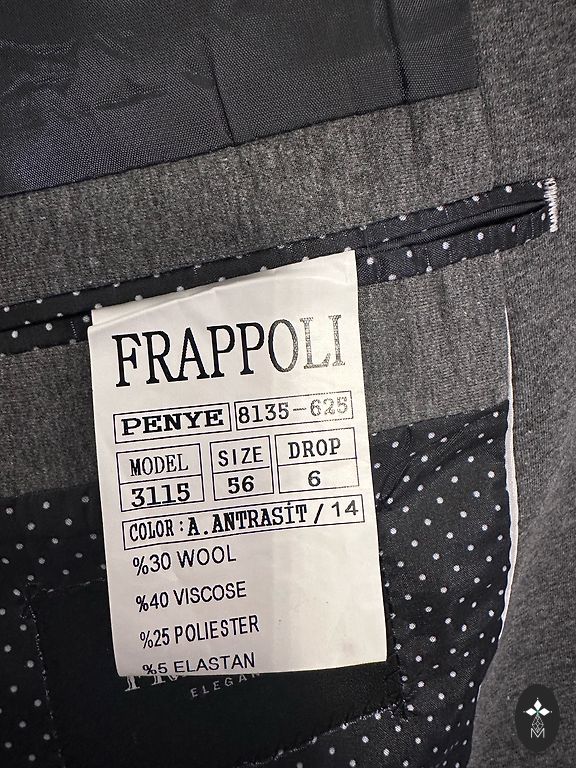 FRAPPOLI
PENYE 8135-625
MODEL SIZE DROP
3115 56 6
COLOR : A.ANTRASİT / 14
%30 WOOL
%40 VISCOSE
%25 POLIESTER
%5 ELASTAN